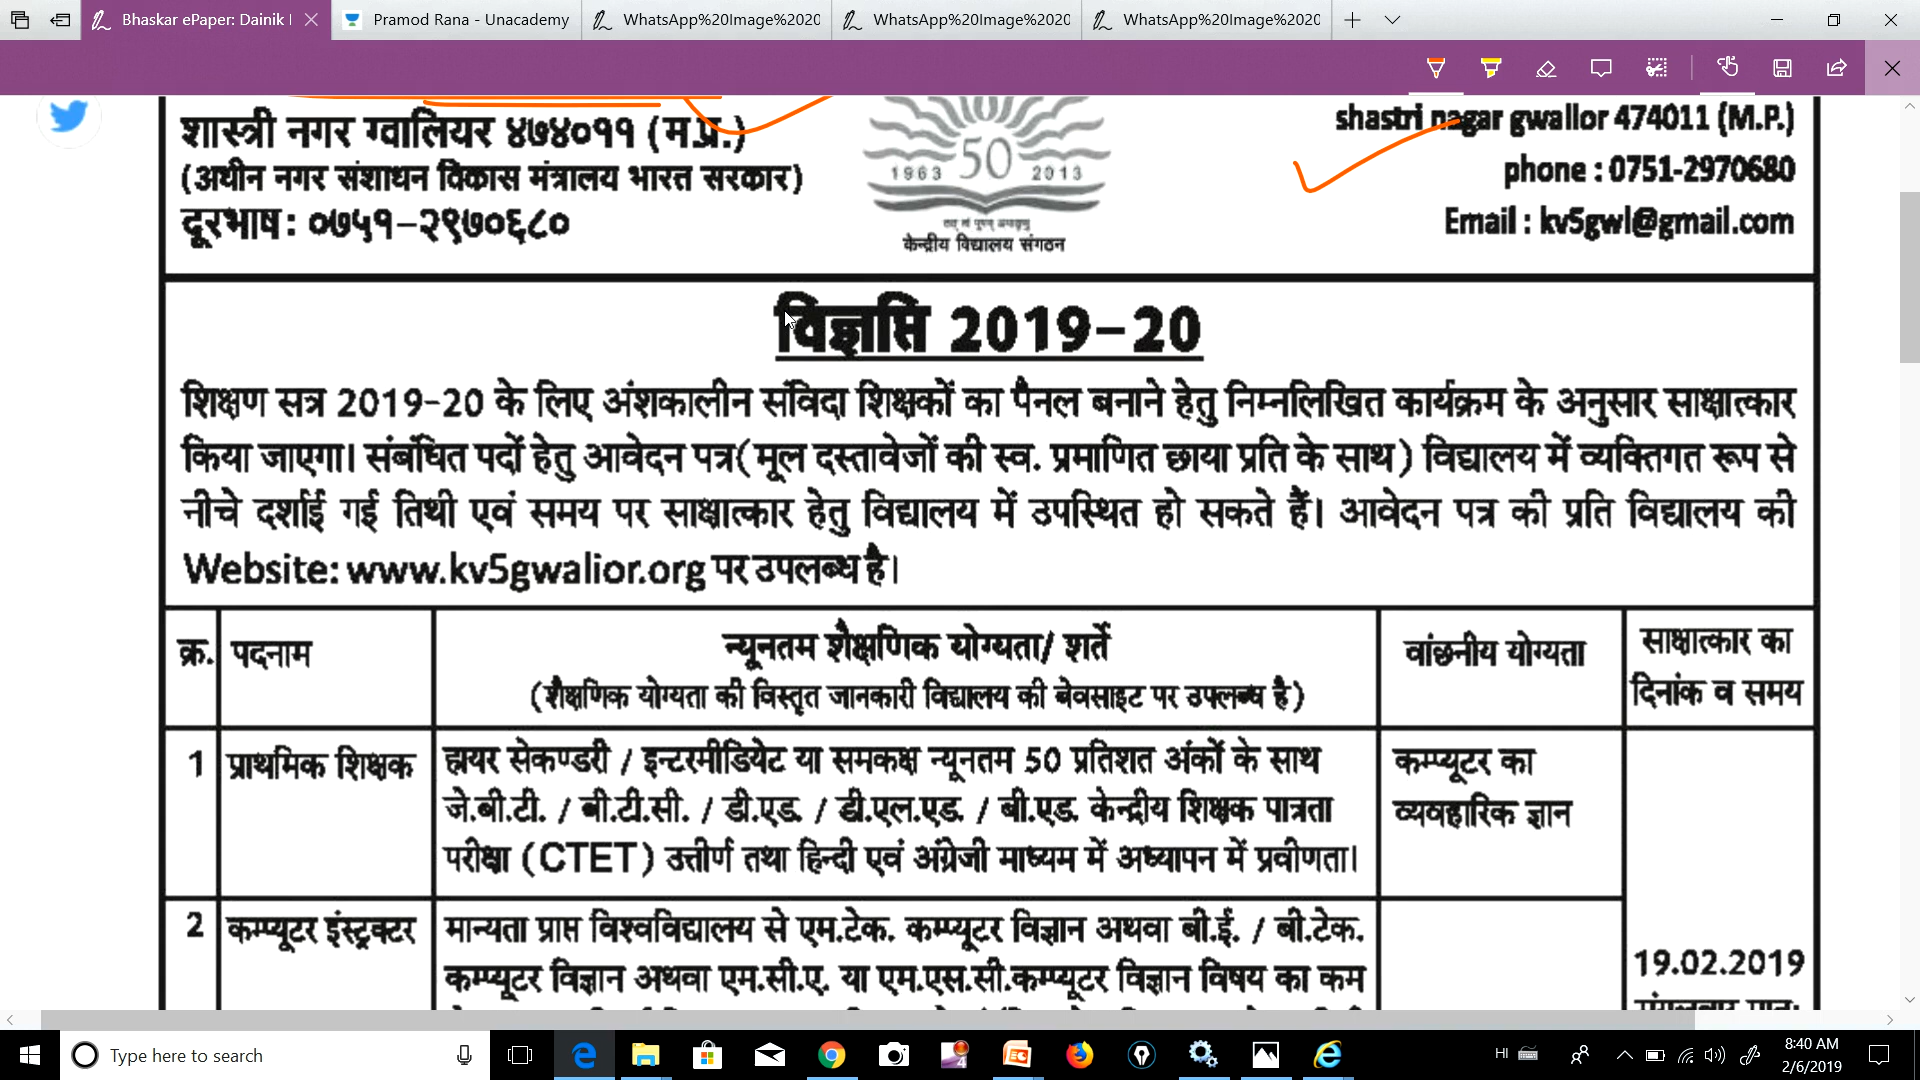 Bhaskar ePaper: Dainik
Pramod Rana - Unacademy
WhatsApp%20Image%2020
WhatsApp%20Image%2020
WhatsApp%20Image%2020
शास्त्री नगर ग्वालियर ४७४०११ (म.प्र.)
(अधीन नगर संशाधन विकास मंत्रालय भारत सरकार)
दूरभाष: ०७५१-२९७०६८०
50
1963 2013
केन्द्रीय विद्यालय संगठन
shastri nagar gwalior 474011 (M.P.)
phone : 0751-2970680
Email : kv5gwl@gmail.com
विज्ञप्ति 2019-20
शिक्षण सत्र 2019-20 के लिए अंशकालीन संविदा शिक्षकों का पैनल बनाने हेतु निम्नलिखित कार्यक्रम के अनुसार साक्षात्कार
किया जाएगा। संबंधित पदों हेतु आवेदन पत्र(मूल दस्तावेजों की स्व. प्रमाणित छाया प्रति के साथ) विद्यालय में व्यक्तिगत रूप से
नीचे दर्शाई गई तिथी एवं समय पर साक्षात्कार हेतु विद्यालय में उपस्थित हो सकते हैं। आवेदन पत्र की प्रति विद्यालय की
Website: www.kv5gwalior.org पर उपलब्ध है।
क्र. पदनाम
न्यूनतम शैक्षणिक योग्यता/ शर्ते
(शैक्षणिक योग्यता की विस्तृत जानकारी विद्यालय की बेवसाइट पर उपलब्ध है)
वांछनीय योग्यता
साक्षात्कार का
दिनांक व समय
1 प्राथमिक शिक्षक
हायर सेकण्डरी / इन्टरमीडियेट या समकक्ष न्यूनतम 50 प्रतिशत अंकों के साथ
जे.बी.टी. / बी.टी.सी. / डी.एड. / डी.एल.एड. / बी.एड. केन्द्रीय शिक्षक पात्रता
परीक्षा (CTET) उत्तीर्ण तथा हिन्दी एवं अंग्रेजी माध्यम में अध्यापन में प्रवीणता।
कम्प्यूटर का
व्यवहारिक ज्ञान
2 कम्प्यूटर इंस्ट्रक्टर
मान्यता प्राप्त विश्वविद्यालय से एम.टेक. कम्प्यूटर विज्ञान अथवा बी.ई. / बी.टेक.
कम्प्यूटर विज्ञान अथवा एम.सी.ए. या एम.एस.सी.कम्प्यूटर विज्ञान विषय का कम
19.02.2019
Type here to search
HI
8:40 AM
2/6/2019